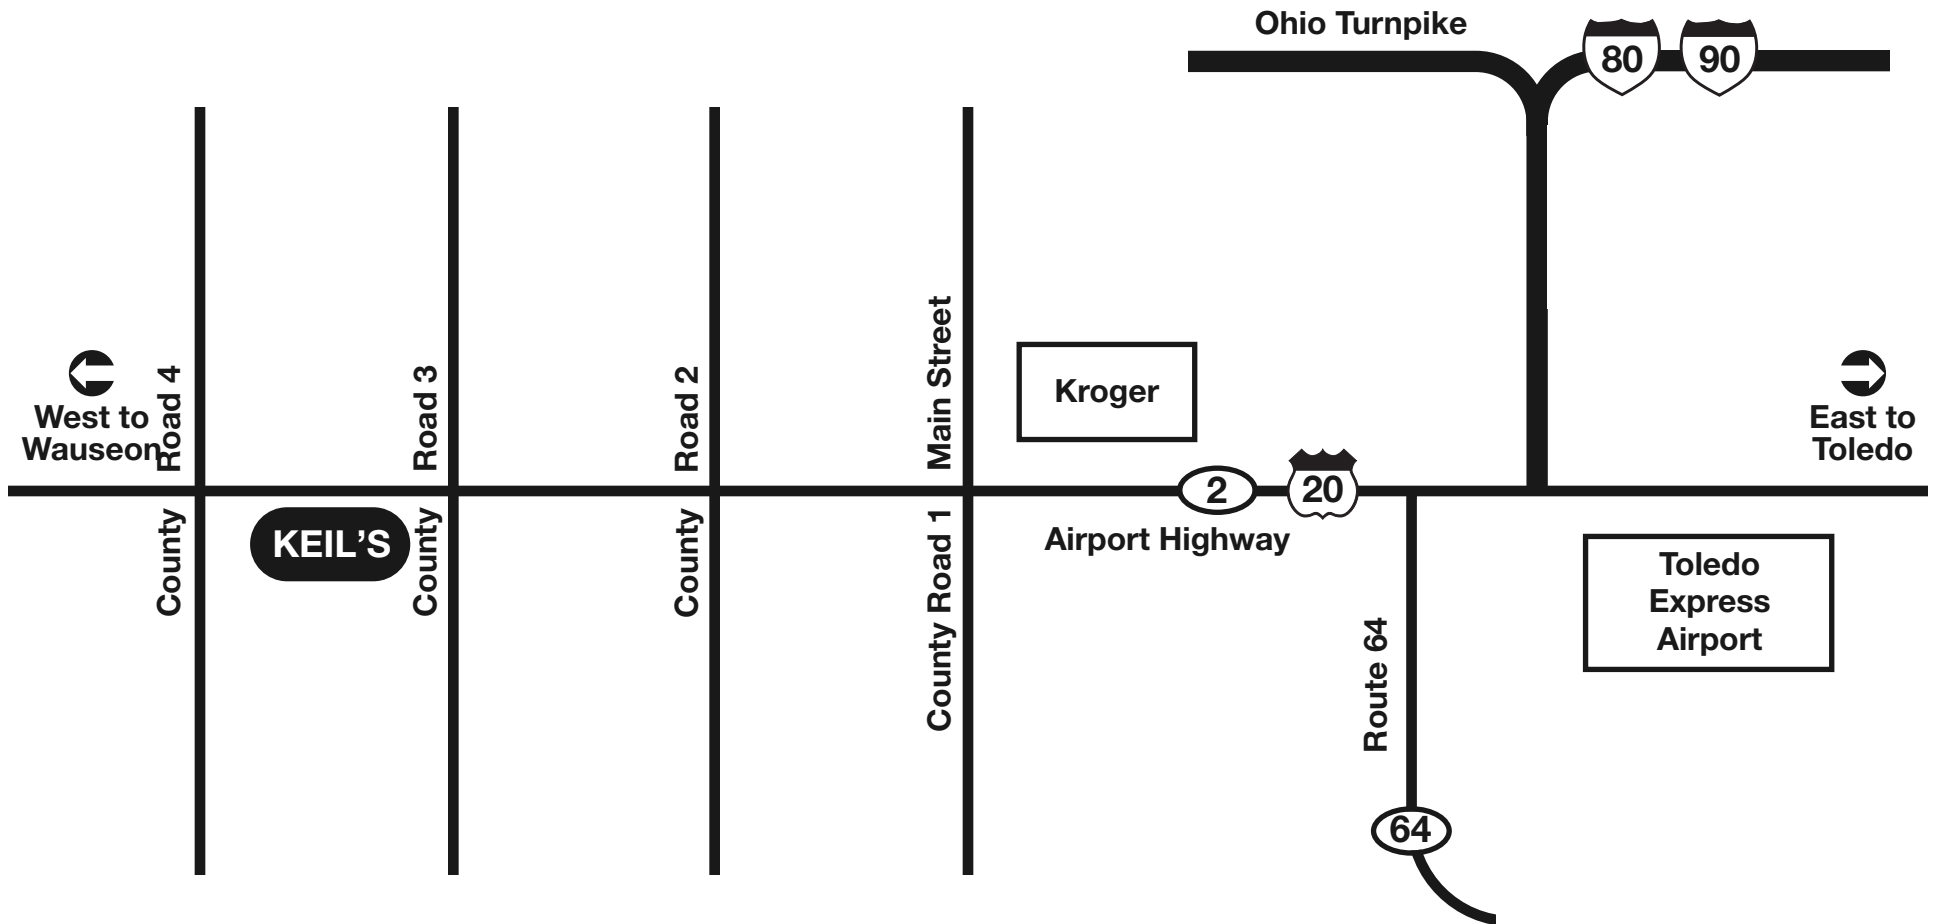 Ohio Turnpike
80
90
West to
Wauseon
County Road 4
County Road 3
County Road 2
Main Street
County Road 1
Kroger
2
20
Airport Highway
East to
Toledo
KEIL’S
Toledo
Express
Airport
Route 64
64